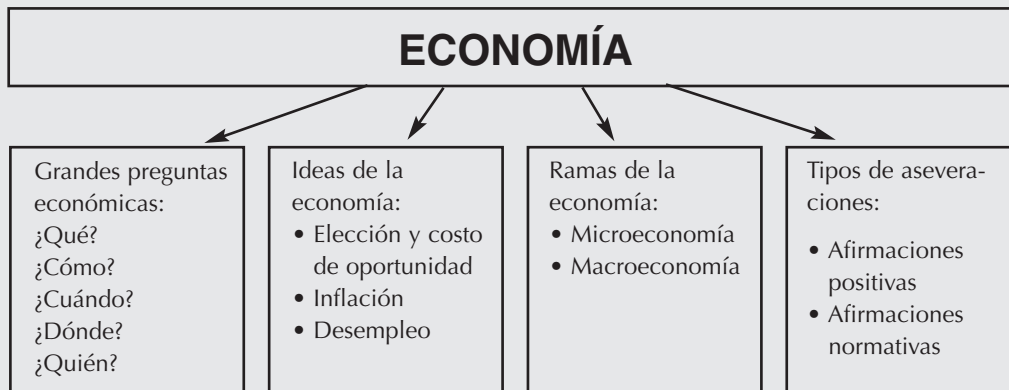 ECONOMÍA
Grandes preguntas
económicas:
¿Qué?
¿Cómo?
¿Cuándo?
¿Dónde?
¿Quién?
Ideas de la
economía:
• Elección y costo
de oportunidad
• Inflación
• Desempleo
Ramas de la
economía:
• Microeconomía
• Macroeconomía
Tipos de asevera-
ciones:
• Afirmaciones
positivas
• Afirmaciones
normativas